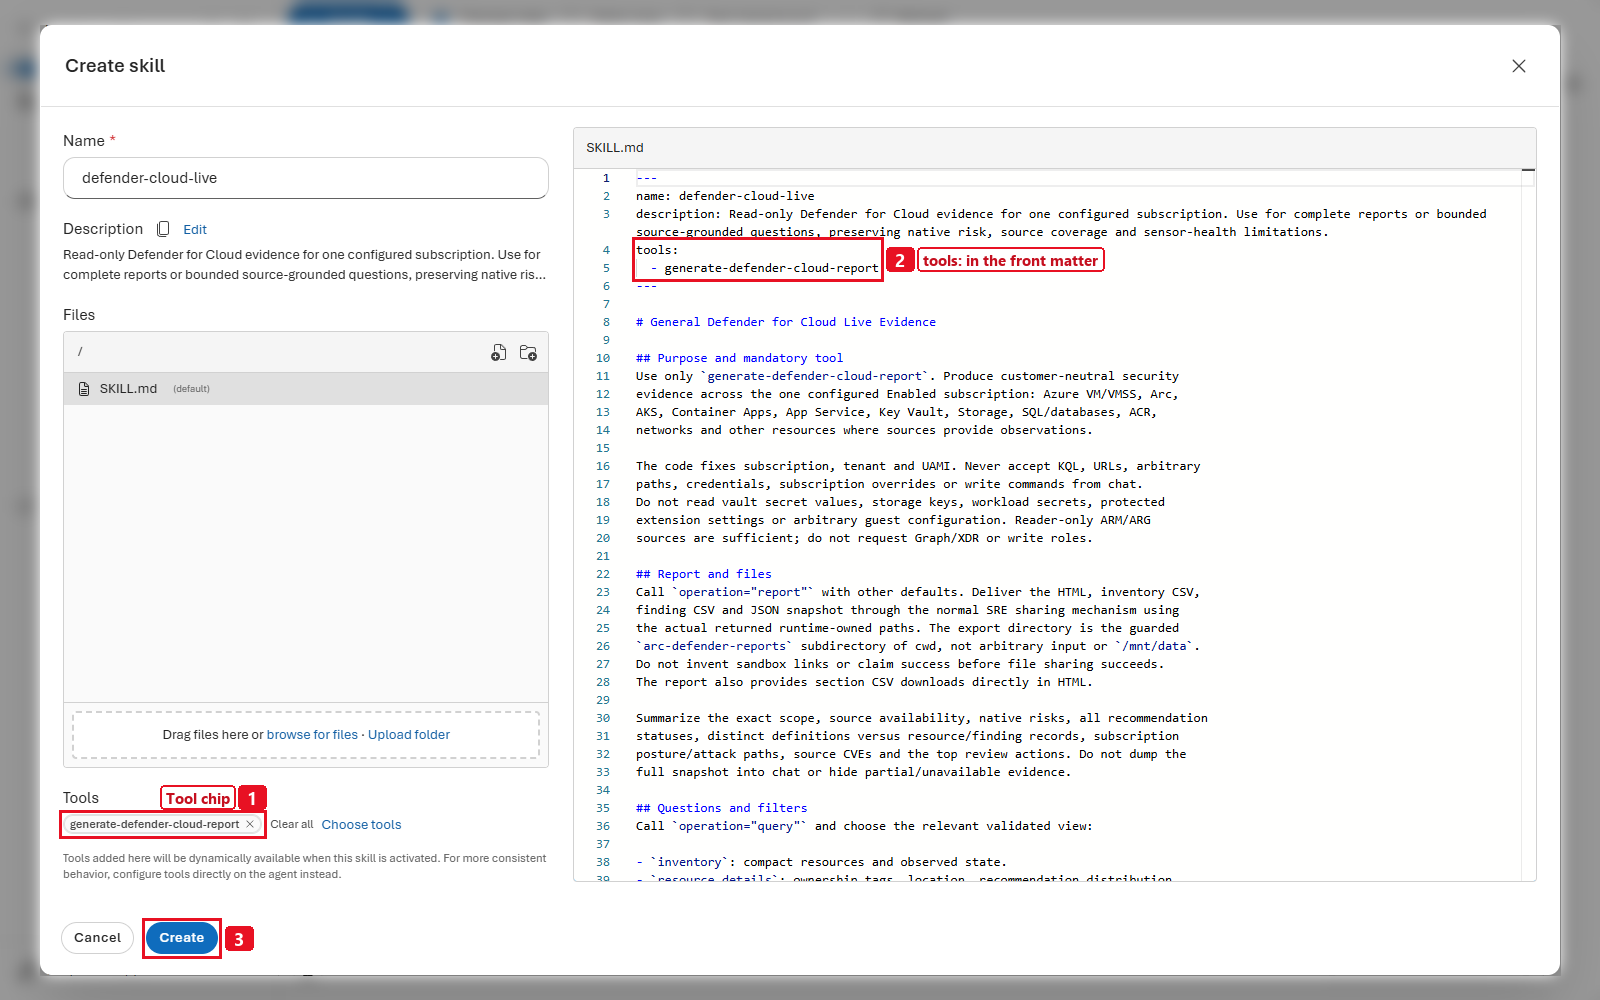 Create skill
Name *
defender-cloud-live
Description Edit
Read-only Defender for Cloud evidence for one configured subscription. Use for
complete reports or bounded source-grounded questions, preserving native ris...
Files
/
SKILL.md (default)
Drag files here or browse for files · Upload folder
Tools
Tool chip 1
generate-defender-cloud-report × Clear all Choose tools
Tools added here will be dynamically available when this skill is activated. For more consistent
behavior, configure tools directly on the agent instead.
Cancel Create 3
SKILL.md
1 ---
2 name: defender-cloud-live
3 description: Read-only Defender for Cloud evidence for one configured subscription. Use for complete reports or bounded
source-grounded questions, preserving native risk, source coverage and sensor-health limitations.
4 tools:
5 - generate-defender-cloud-report
2 tools: in the front matter
6 ---
7
8 # General Defender for Cloud Live Evidence
9
10 ## Purpose and mandatory tool
11 Use only `generate-defender-cloud-report`. Produce customer-neutral security
12 evidence across the one configured Enabled subscription: Azure VM/VMSS, Arc,
13 AKS, Container Apps, App Service, Key Vault, Storage, SQL/databases, ACR,
14 networks and other resources where sources provide observations.
15
16 The code fixes subscription, tenant and UAMI. Never accept KQL, URLs, arbitrary
17 paths, credentials, subscription overrides or write commands from chat.
18 Do not read vault secret values, storage keys, workload secrets, protected
19 extension settings or arbitrary guest configuration. Reader-only ARM/ARG
20 sources are sufficient; do not request Graph/XDR or write roles.
21
22 ## Report and files
23 Call `operation="report"` with other defaults. Deliver the HTML, inventory CSV,
24 finding CSV and JSON snapshot through the normal SRE sharing mechanism using
25 the actual returned runtime-owned paths. The export directory is the guarded
26 `arc-defender-reports` subdirectory of cwd, not arbitrary input or `/mnt/data`.
27 Do not invent sandbox links or claim success before file sharing succeeds.
28 The report also provides section CSV downloads directly in HTML.
29
30 Summarize the exact scope, source availability, native risks, all recommendation
31 statuses, distinct definitions versus resource/finding records, subscription
32 posture/attack paths, source CVEs and the top review actions. Do not dump the
33 full snapshot into chat or hide partial/unavailable evidence.
34
35 ## Questions and filters
36 Call `operation="query"` and choose the relevant validated view:
37
38 - `inventory`: compact resources and observed state.
39 - `resource_details`: ownership tags, location, recommendation distribution